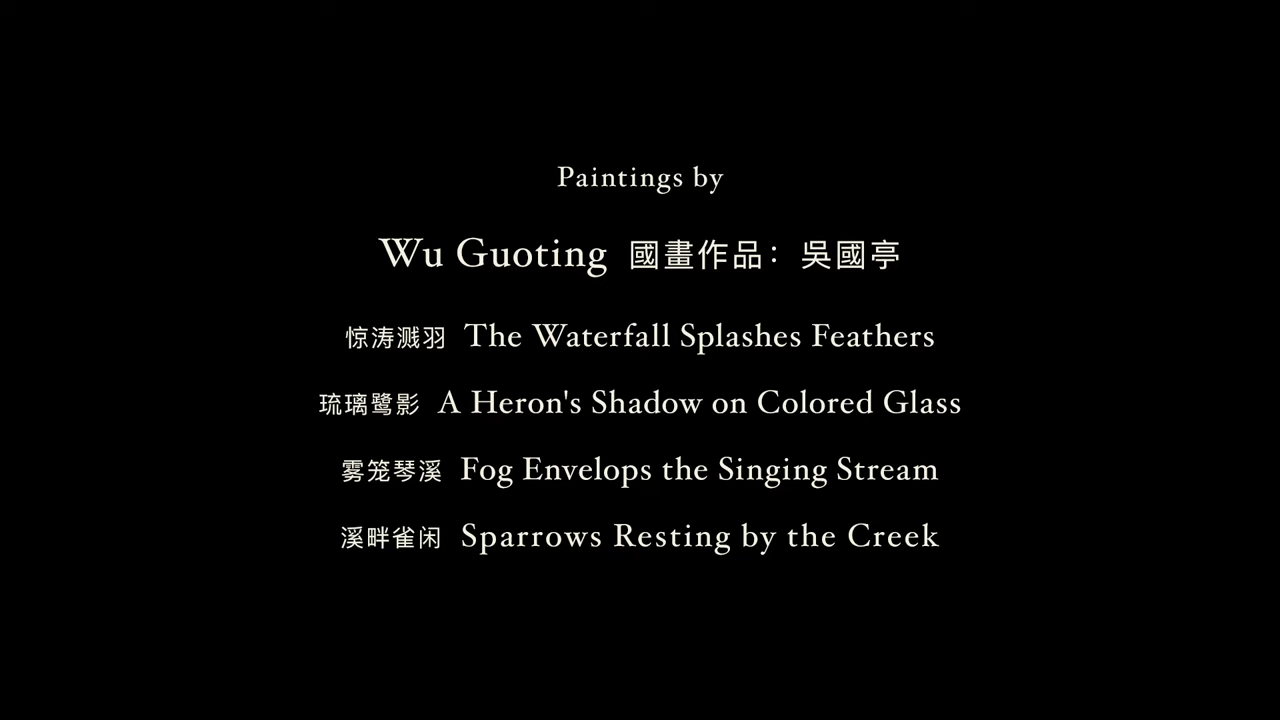 Paintings by
Wu Guoting 國畫作品：吳國亭
惊涛溅羽 The Waterfall Splashes Feathers
琉璃鹭影 A Heron's Shadow on Colored Glass
雾笼琴溪 Fog Envelops the Singing Stream
溪畔雀闲 Sparrows Resting by the Creek